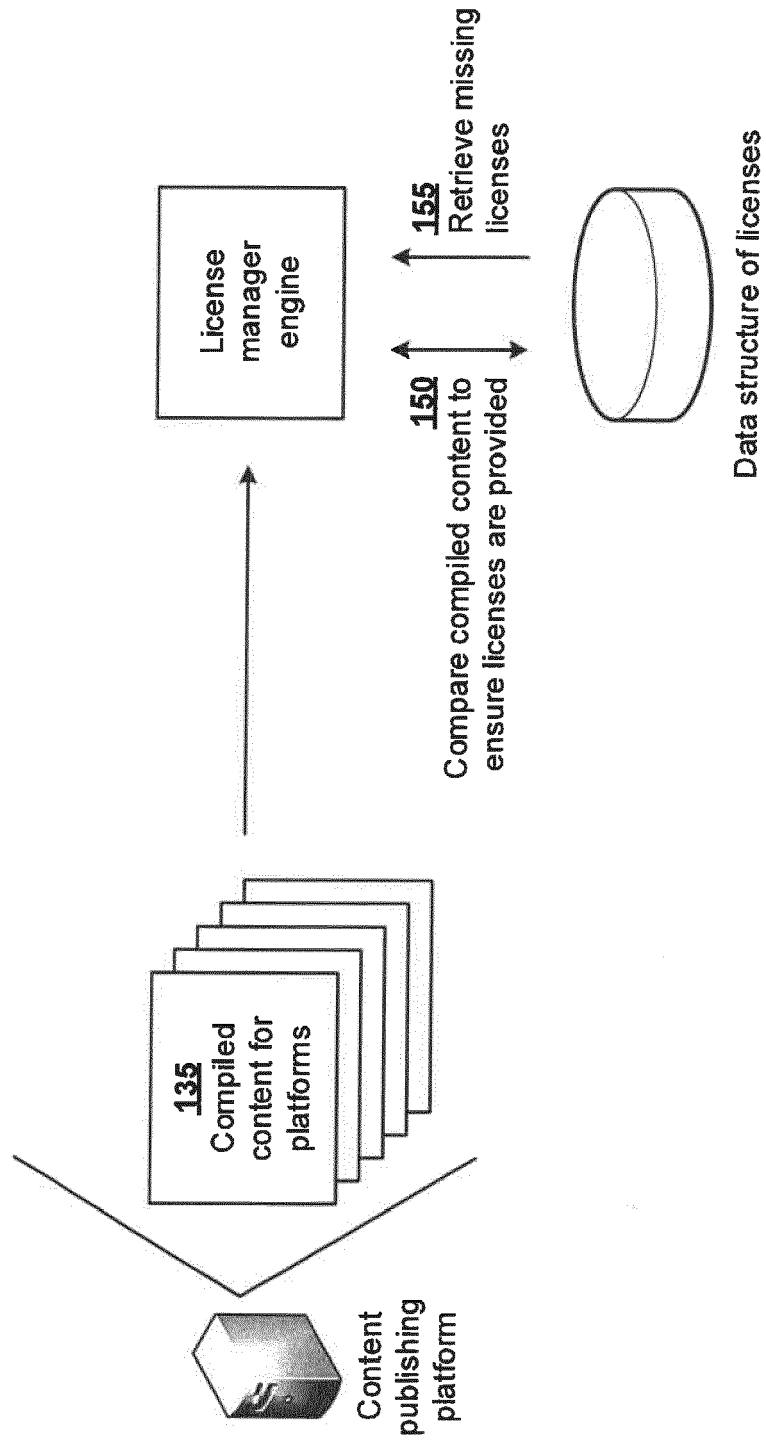 Content
publishing
platform
135
Compiled
content for
platforms
License
manager
engine
150
Compare compiled content to
ensure licenses are provided
155
Retrieve missing
licenses
Data structure of licenses